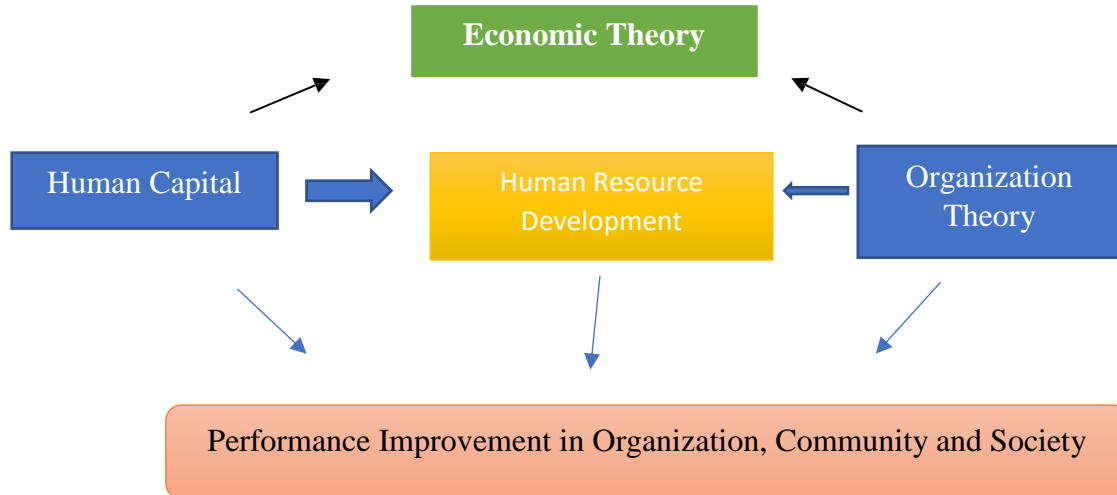 Economic Theory
Human Capital
Human Resource
Development
Organization
Theory
Performance Improvement in Organization, Community and Society